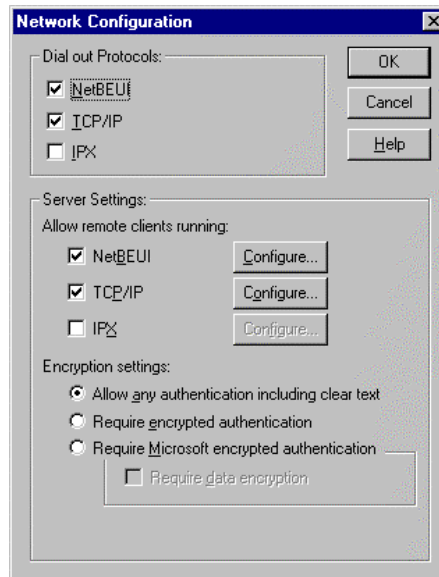 Network Configuration
Dial out Protocols:
NetBEUI
TCP/IP
IPX
OK
Cancel
Help
Server Settings:
Allow remote clients running:
NetBEUI Configure...
TCP/IP Configure...
IPX Configure...
Encryption settings:
Allow any authentication including clear text
Require encrypted authentication
Require Microsoft encrypted authentication
Require data encryption